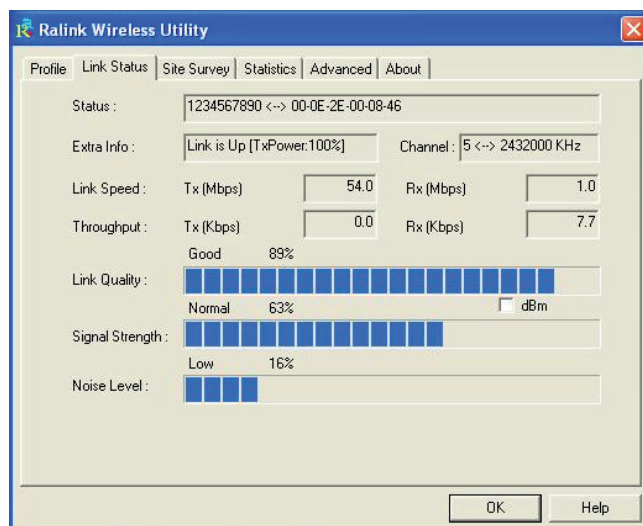 Ralink Wireless Utility
Profile Link Status Site Survey Statistics Advanced About
Status : 1234567890 <--> 00-0E-2E-00-08-46
Extra Info : Link is Up [TxPower:100%] Channel : 5 <--> 2432000 KHz
Link Speed : Tx (Mbps) 54.0 Rx (Mbps) 1.0
Throughput : Tx (Kbps) 0.0 Rx (Kbps) 7.7
Good 89%
Link Quality :
Normal 63% dBm
Signal Strength :
Low 16%
Noise Level :
OK Help